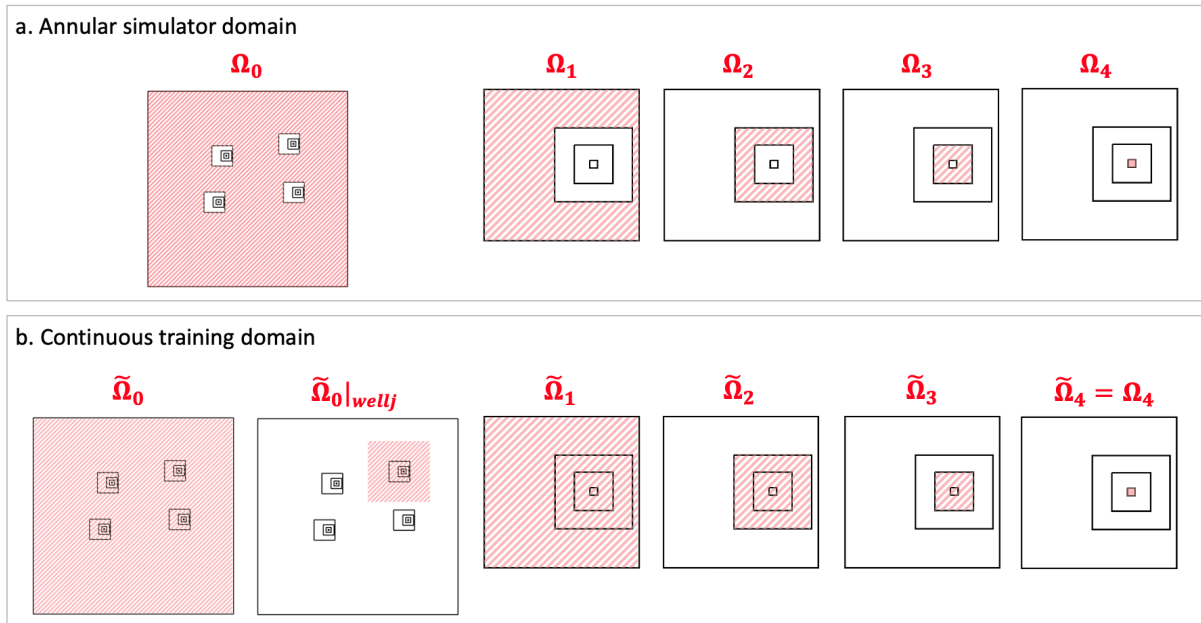 a. Annular simulator domain
Ω₀ Ω₁ Ω₂ Ω₃ Ω₄
b. Continuous training domain
Ω̃₀ Ω̃₀|wellj Ω̃₁ Ω̃₂ Ω̃₃ Ω̃₄ = Ω₄